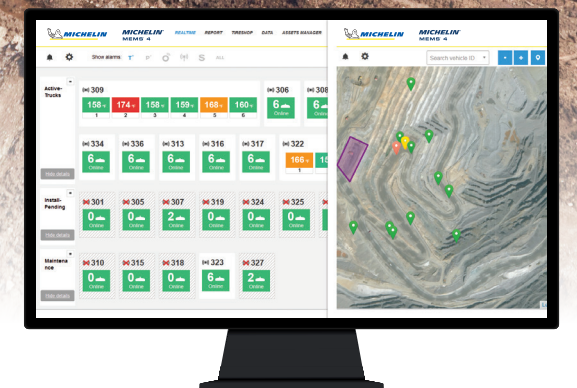 MICHELIN MICHELIN MEMS 4 REALTIME REPORT TIRESHOP DATA ASSETS MANAGER
MICHELIN MICHELIN MEMS 4
Show alarms: T° P° S ALL
Search vehicle ID
Active-Trucks
309 306 308
158 174 158 159 168 160 6 6
1 2 3 4 5 6 Online Online
334 336 313 316 317 322
6 6 6 6 6 166 15
Online Online Online Online Online 1
Hide details
Install-Pending
301 305 307 319 324 325
0 0 2 0 0 0
Online Online Online Online Online Online
Hide details
Maintenance
310 315 318 323 327
0 0 0 6 2
Online Online Online Online Online
Hide details